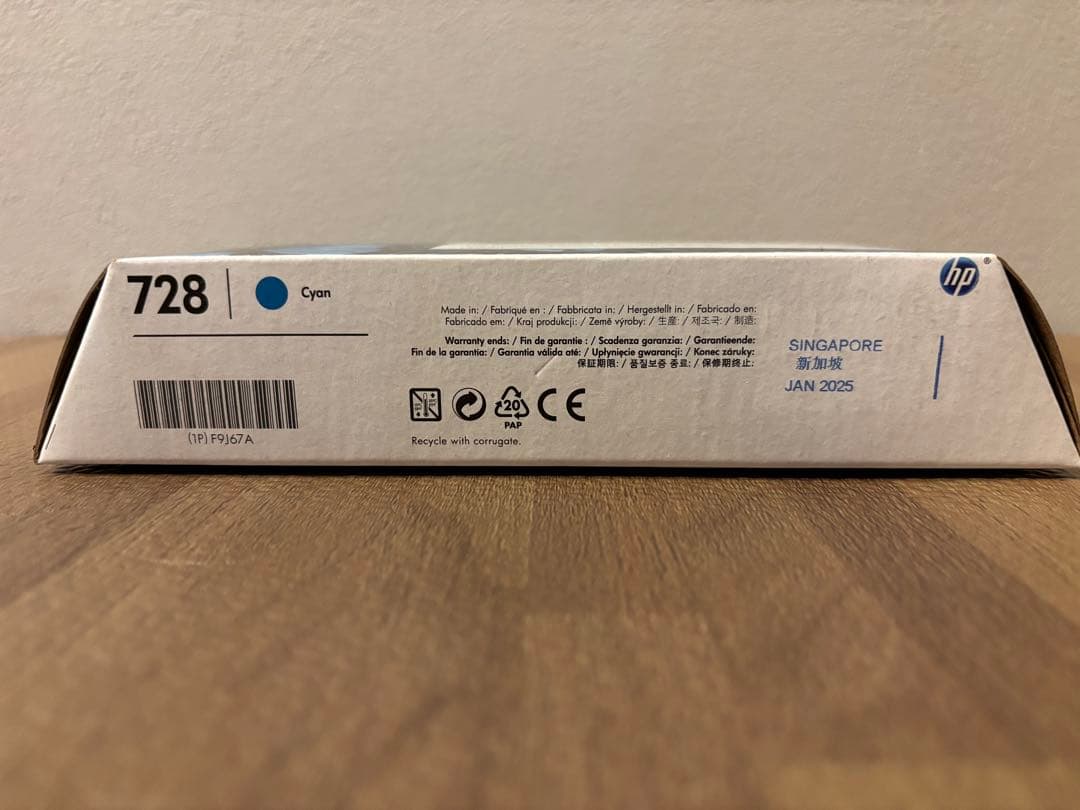 728 Cyan
hp®
Made in: / Fabriqué en : / Fabbricata in: / Hergestellt in: / Fabricado en:
Fabricado em: / Kraj produkcji: / Země výroby: / 生産: / 제조국: / 制造:
Warranty ends: / Fin de garantie : / Scadenza garanzia: / Garantieende:
Fin de la garantía: / Garantia válida até: / Upłynięcie gwarancji: / Konec záruky:
保証期限: / 품질보증 종료: / 保修期终止:
SINGAPORE
新加坡
JAN 2025
(1P) F9J67A
20
PAP
CE
Recycle with corrugate.